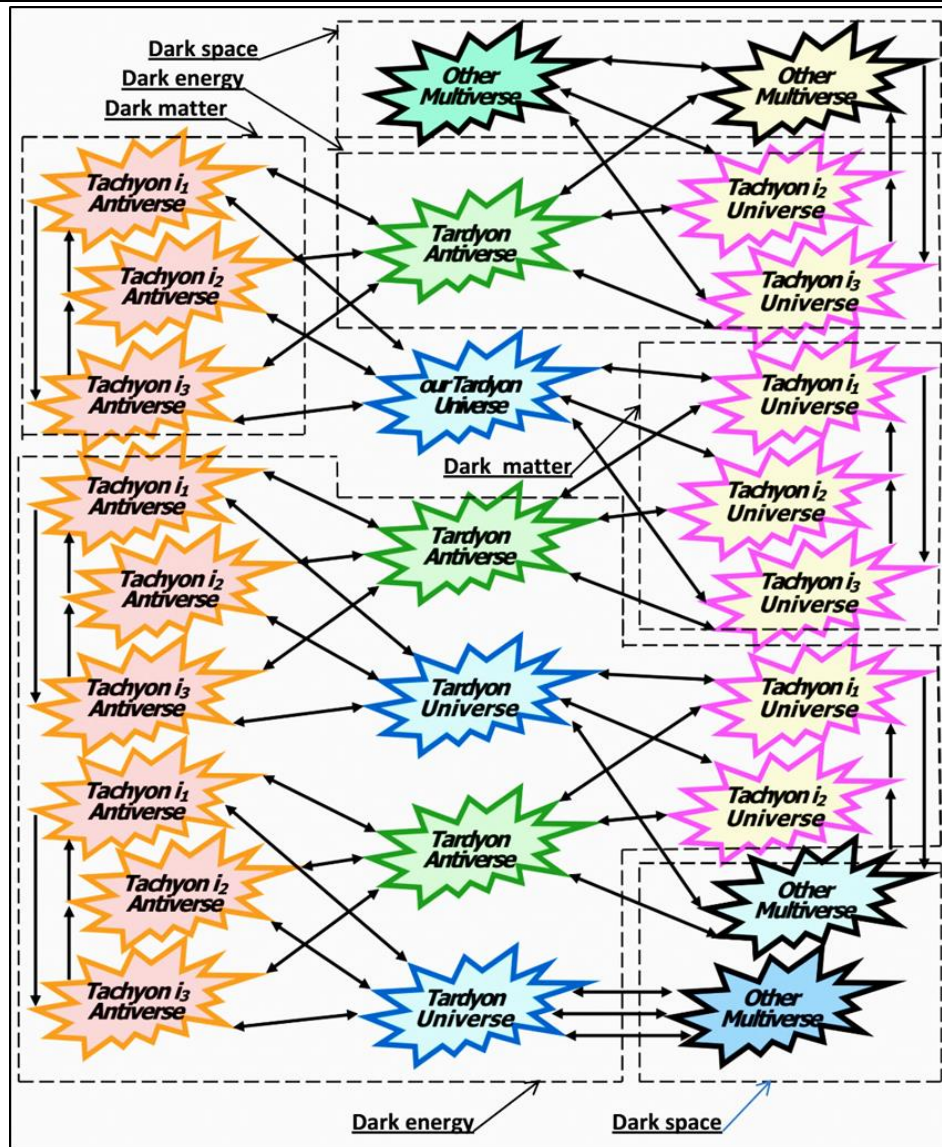 Dark space
Dark energy
Dark matter
Other
Multiverse
Other
Multiverse
Tachyon i₁
Antiverse
Tachyon i₂
Universe
Tardyon
Antiverse
Tachyon i₂
Antiverse
Tachyon i₃
Universe
Tachyon i₃
Antiverse
our Tardyon
Universe
Tachyon i₁
Universe
Dark matter
Tachyon i₁
Antiverse
Tachyon i₂
Universe
Tardyon
Antiverse
Tachyon i₂
Antiverse
Tachyon i₃
Universe
Tachyon i₃
Antiverse
Tardyon
Universe
Tachyon i₁
Universe
Tachyon i₁
Antiverse
Tachyon i₂
Universe
Tardyon
Antiverse
Tachyon i₂
Antiverse
Other
Multiverse
Tachyon i₃
Antiverse
Tardyon
Universe
Other
Multiverse
Dark energy
Dark space